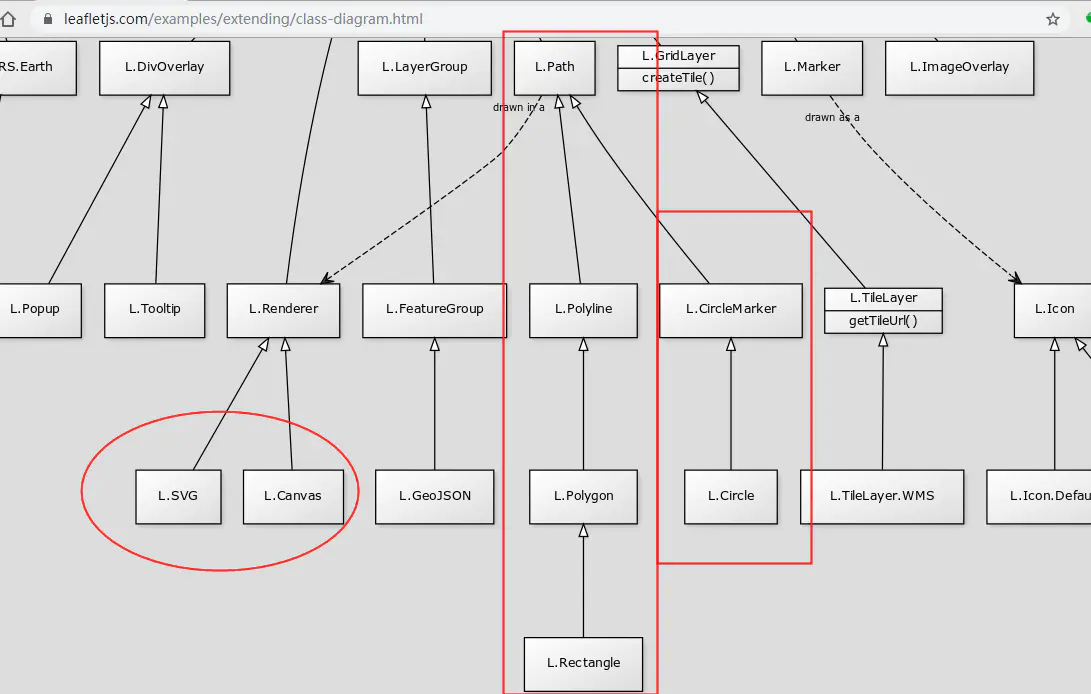 leafletjs.com/examples/extending/class-diagram.html
RS.Earth
L.DivOverlay
L.LayerGroup
L.Path
L.GridLayer
createTile()
L.Marker
L.ImageOverlay
drawn in a
drawn as a
L.Popup
L.Tooltip
L.Renderer
L.FeatureGroup
L.Polyline
L.CircleMarker
L.TileLayer
getTileUrl()
L.Icon
L.SVG
L.Canvas
L.GeoJSON
L.Polygon
L.Circle
L.TileLayer.WMS
L.Icon.Defau
L.Rectangle